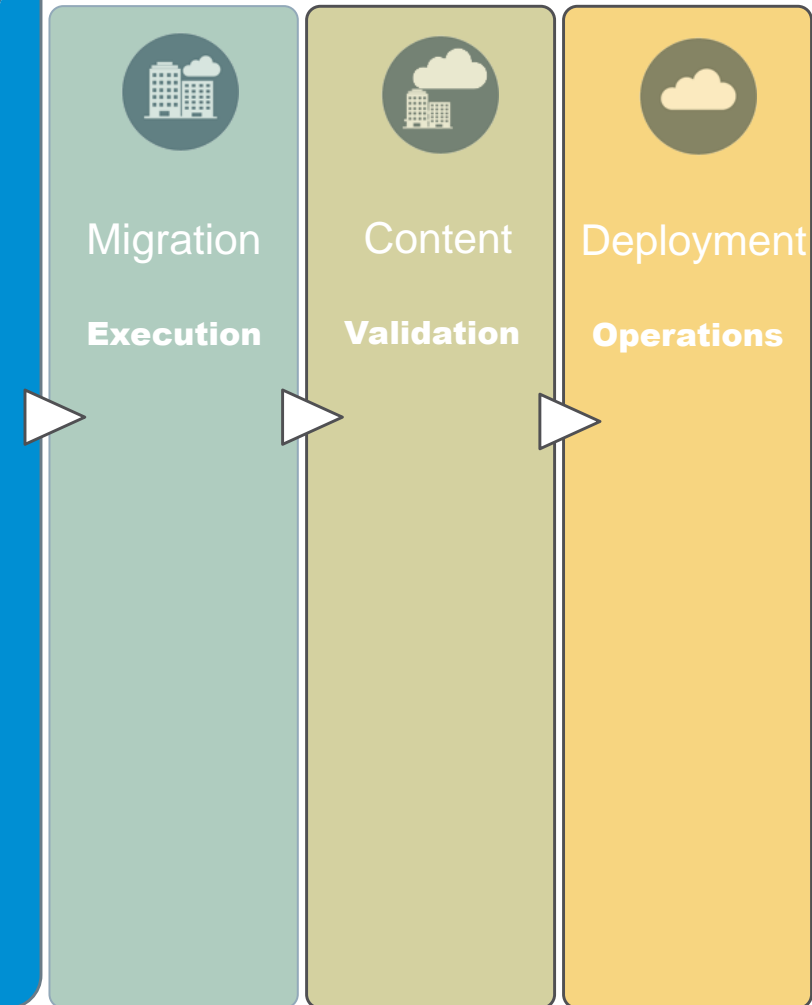 Migration
Execution
Content
Validation
Deployment
Operations